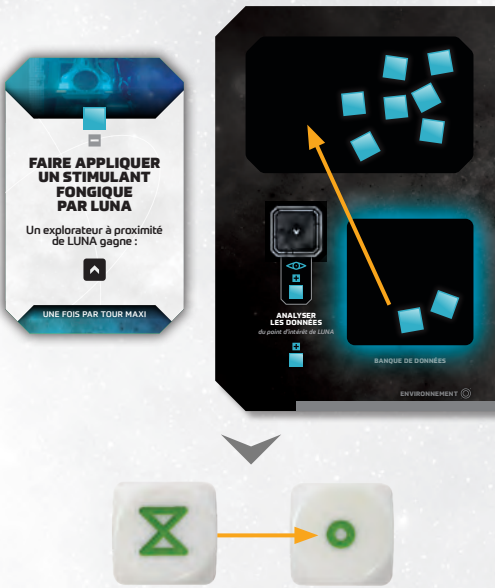 FAIRE APPLIQUER
UN STIMULANT
FONGIQUE
PAR LUNA
Un explorateur à proximité
de LUNA gagne :
UNE FOIS PAR TOUR MAXI
ANALYSER
LES DONNÉES
du point d'intérêt de LUNA
BANQUE DE DONNÉES
ENVIRONNEMENT